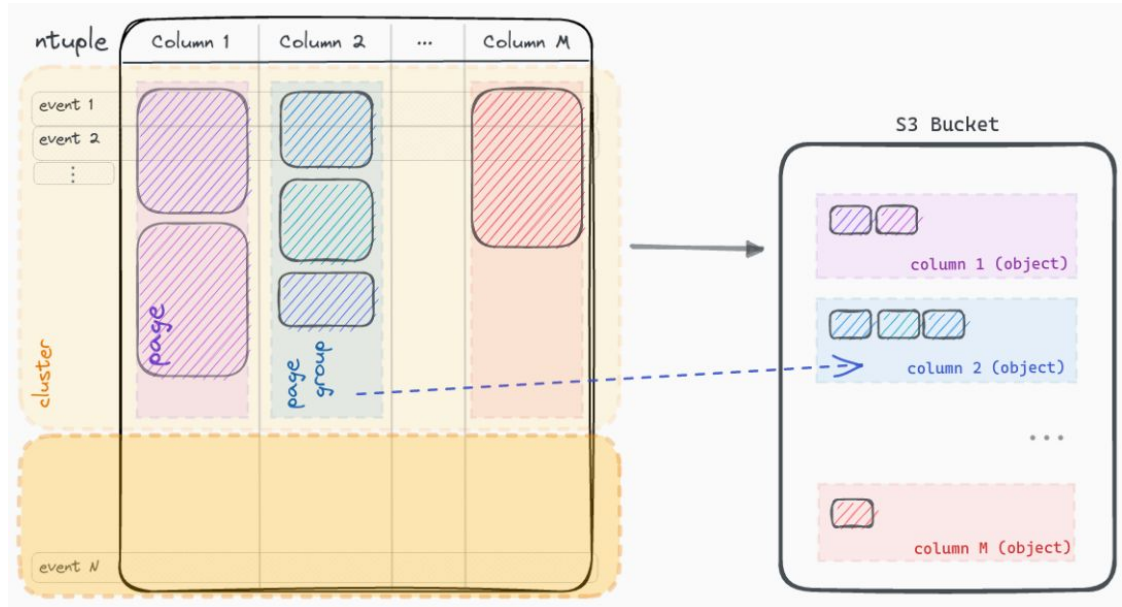 ntuple
Column 1
Column 2
...
Column M
event 1
event 2
⋮
cluster
page
page
group
event N
S3 Bucket
column 1 (object)
column 2 (object)
...
column M (object)